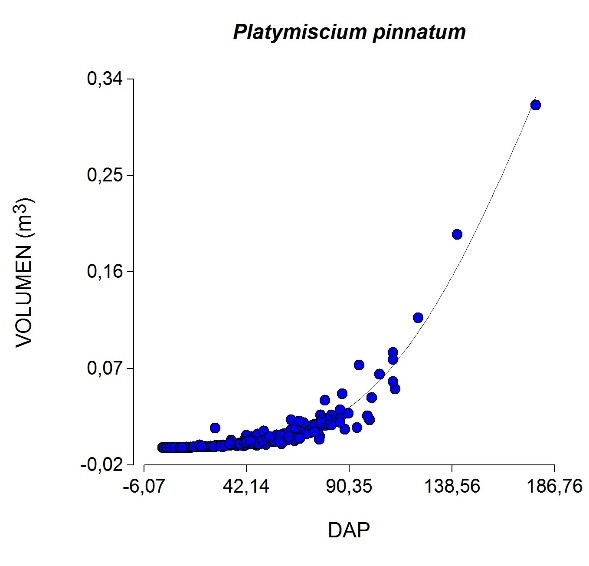 Platymiscium pinnatum
0,34
0,25
0,16
0,07
-0,02
VOLUMEN (m³)
-6,07 42,14 90,35 138,56 186,76
DAP